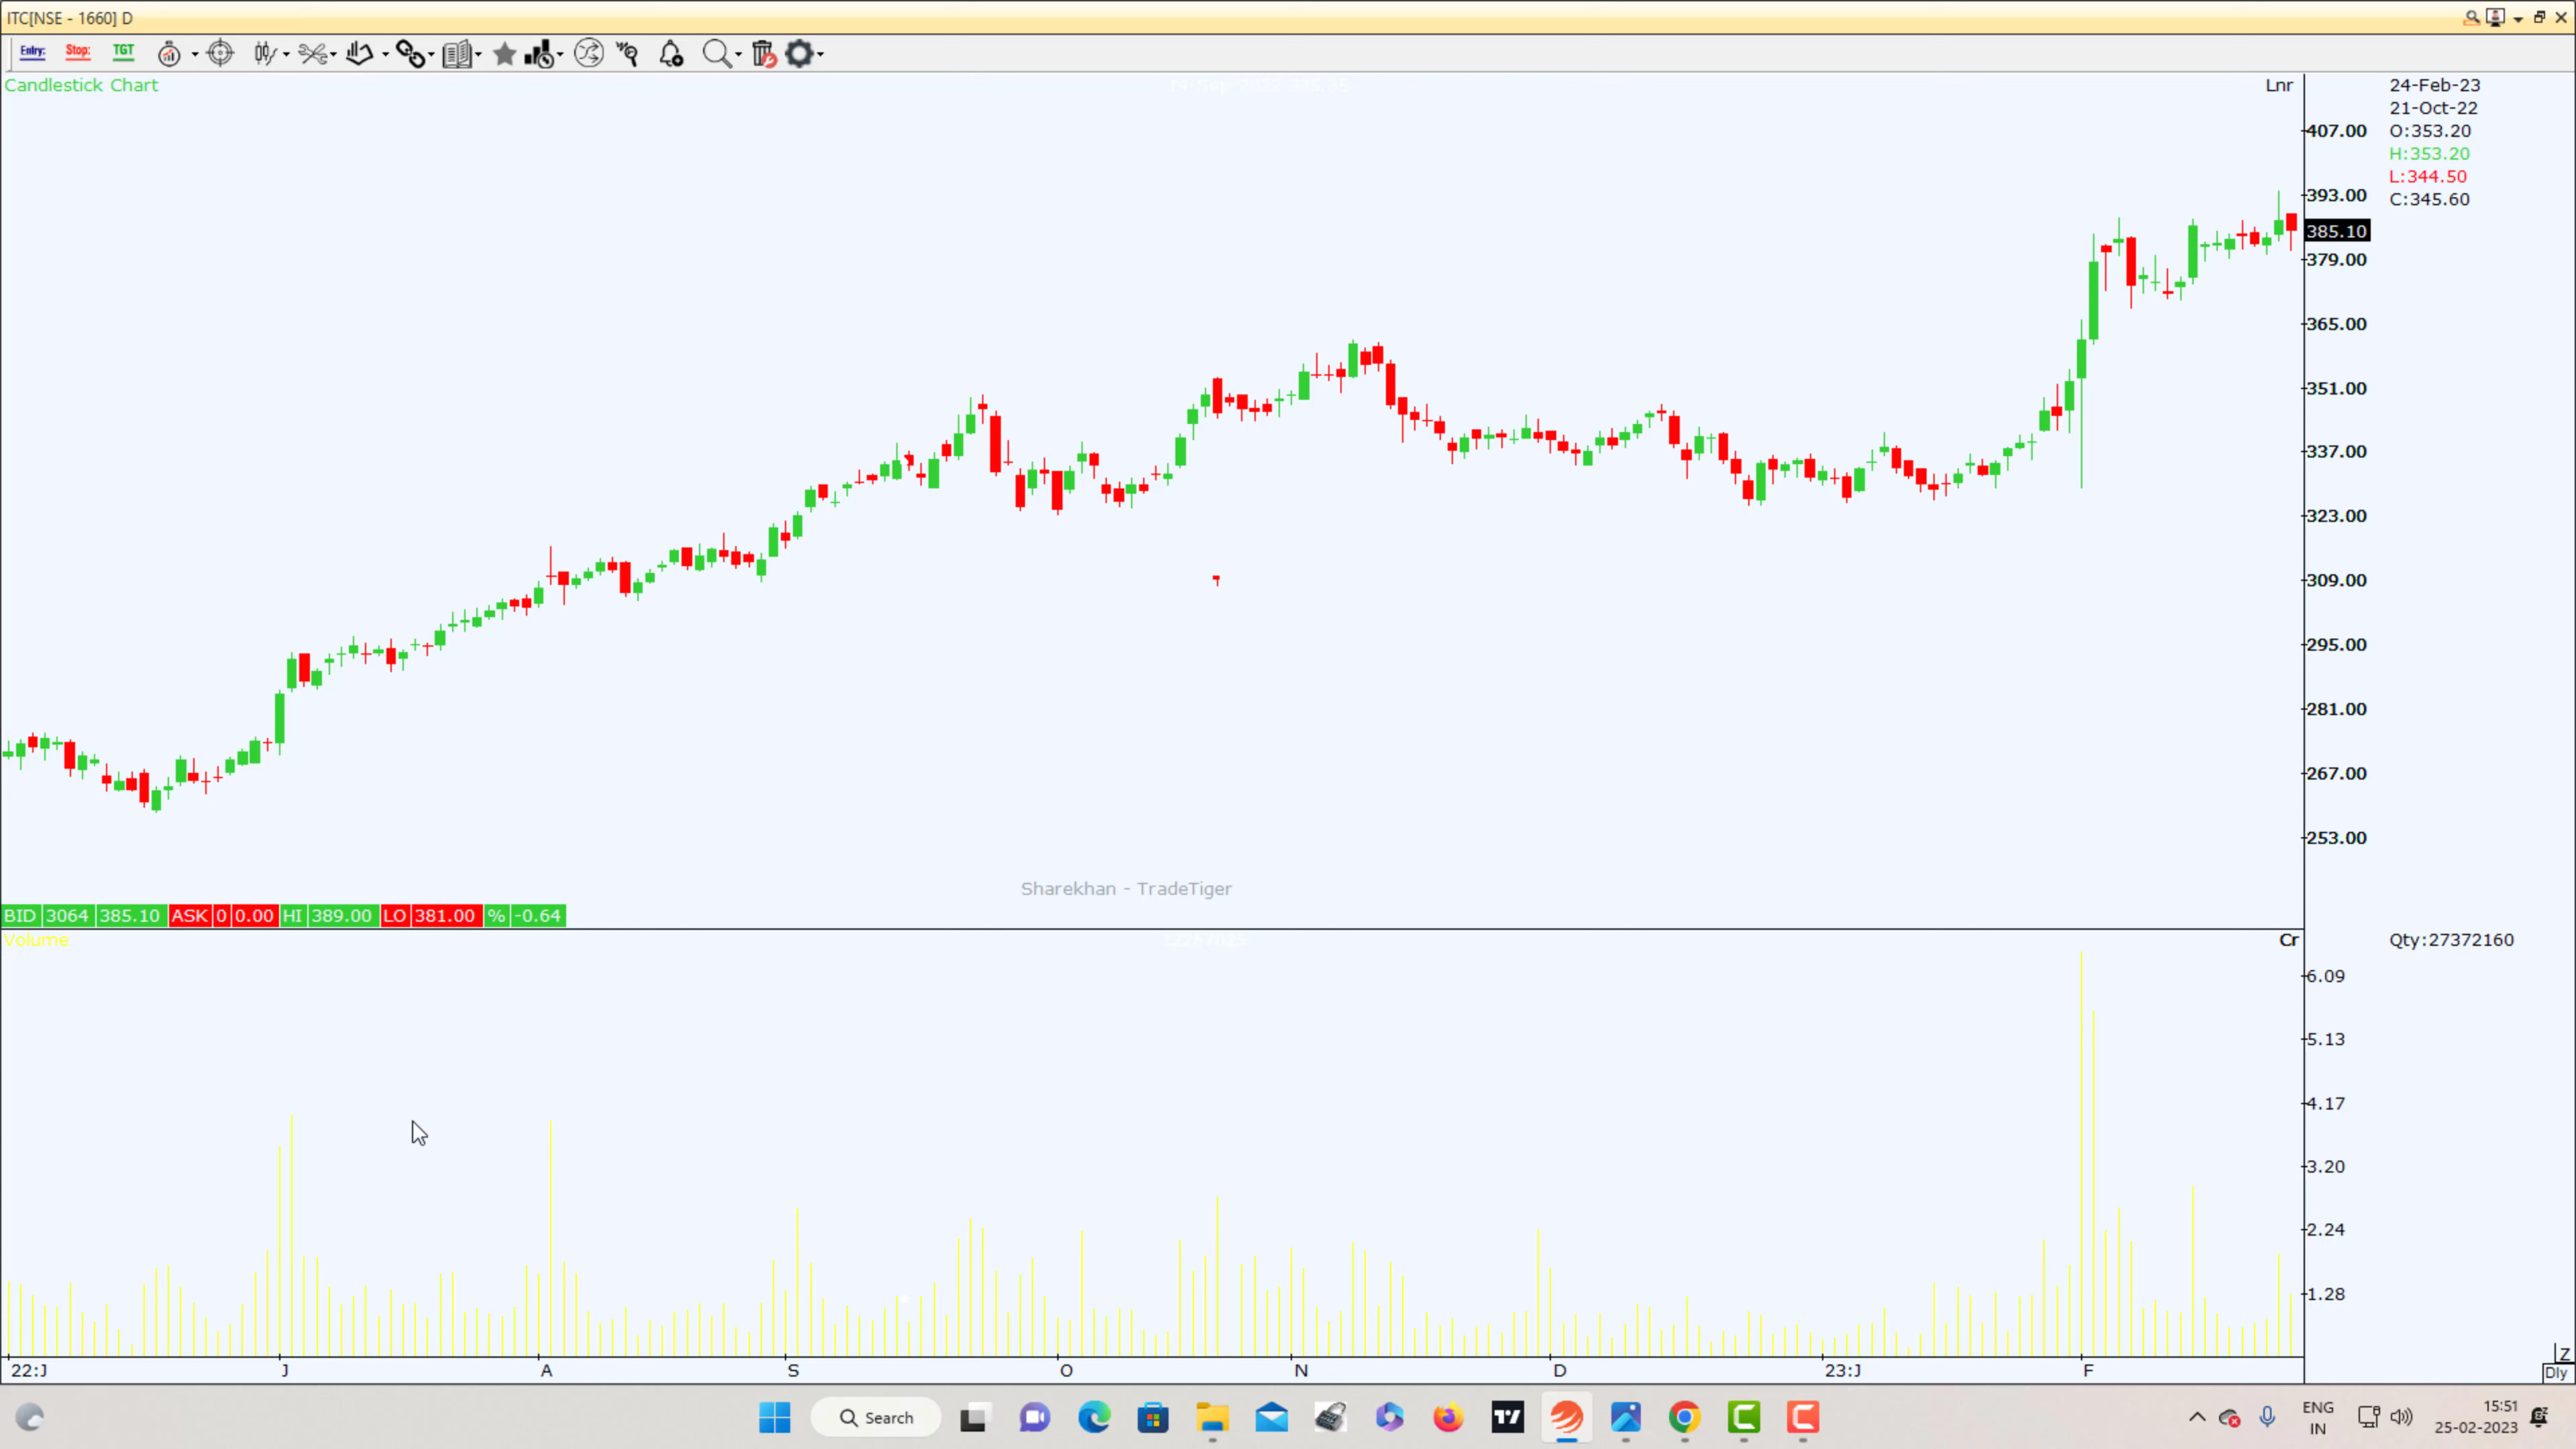 ITC[NSE - 1660] D
Entry: Stop: TGT
Candlestick Chart
Lnr
24-Feb-23
21-Oct-22
O:353.20
H:353.20
L:344.50
C:345.60
407.00
393.00
385.10
379.00
365.00
351.00
337.00
323.00
309.00
295.00
281.00
267.00
253.00
Sharekhan - TradeTiger
BID 3064 385.10 ASK 0 0.00 HI 389.00 LO 381.00 % -0.64
Volume
Cr
Qty:27372160
6.09
5.13
4.17
3.20
2.24
1.28
22:J J A S O N D 23:J F
Z
Dly
Search
ENG
IN
15:51
25-02-2023